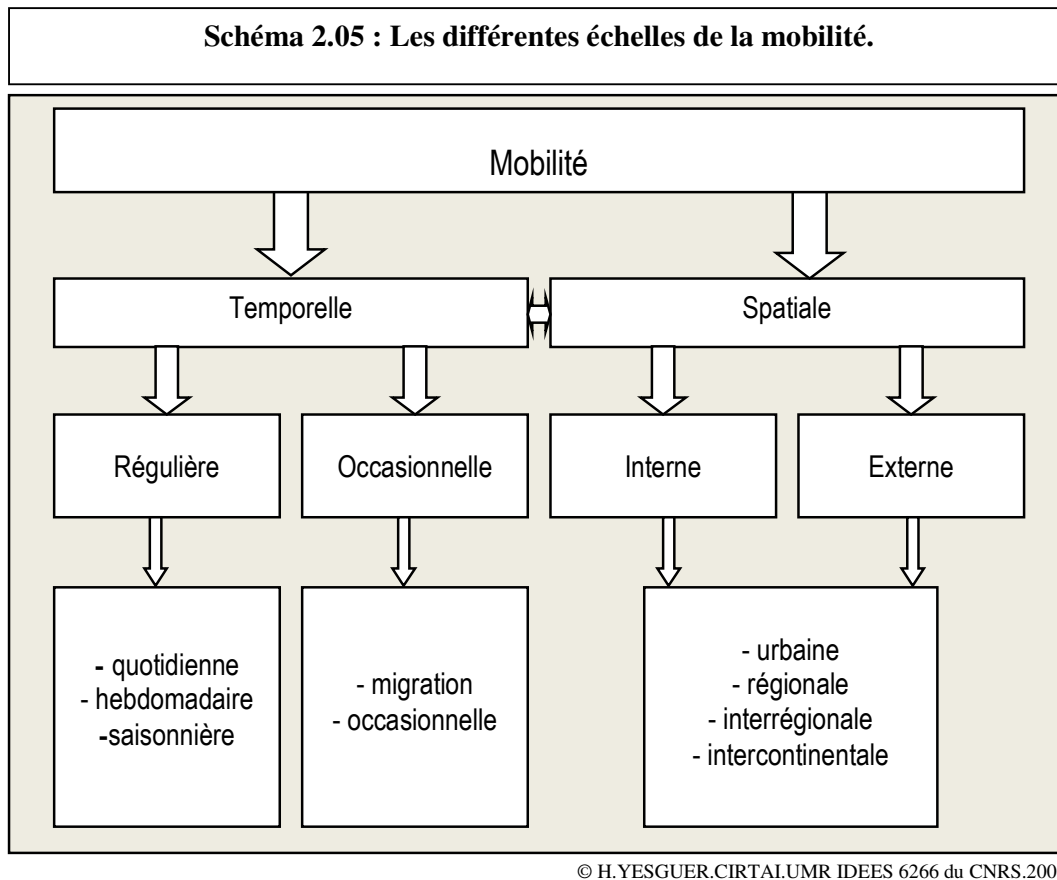 Schéma 2.05 : Les différentes échelles de la mobilité.
Mobilité
Temporelle
Spatiale
Régulière
Occasionnelle
Interne
Externe
- quotidienne
- hebdomadaire
-saisonnière
- migration
- occasionnelle
- urbaine
- régionale
- interrégionale
- intercontinentale
© H.YESGUER.CIRTAI.UMR IDEES 6266 du CNRS.200